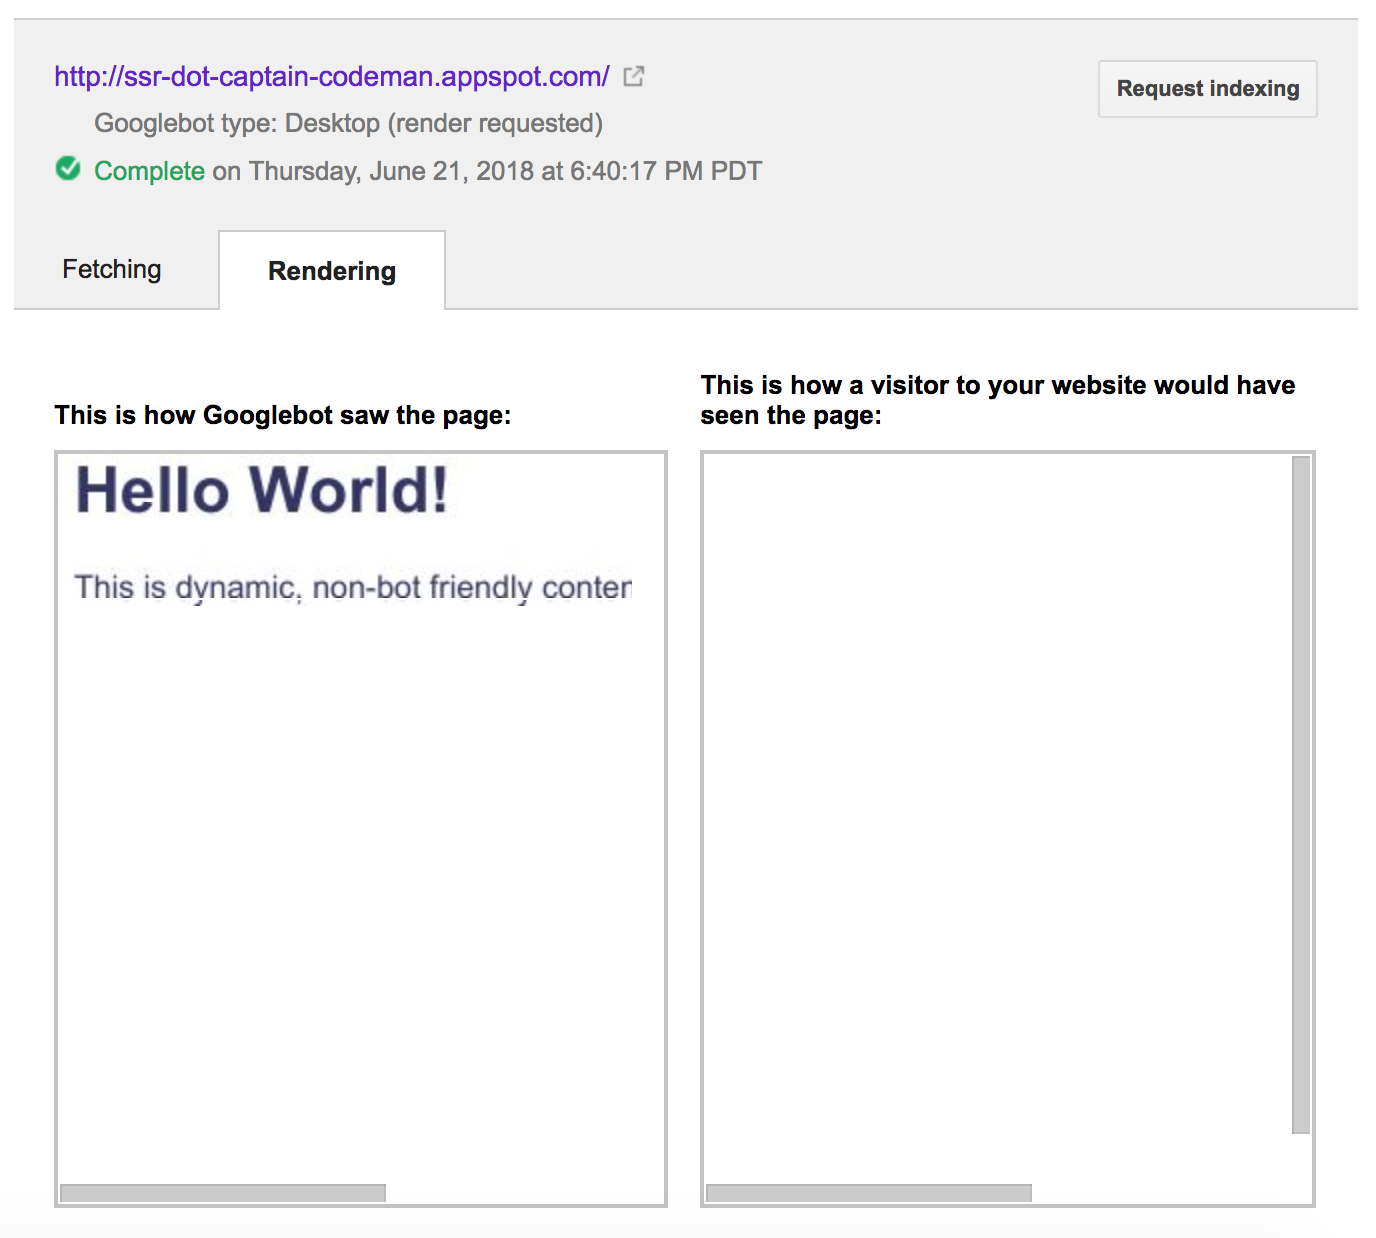 http://ssr-dot-captain-codeman.appspot.com/
Request indexing
Googlebot type: Desktop (render requested)
Complete on Thursday, June 21, 2018 at 6:40:17 PM PDT
Fetching
Rendering
This is how Googlebot saw the page:
This is how a visitor to your website would have
seen the page:
Hello World!
This is dynamic, non-bot friendly conten